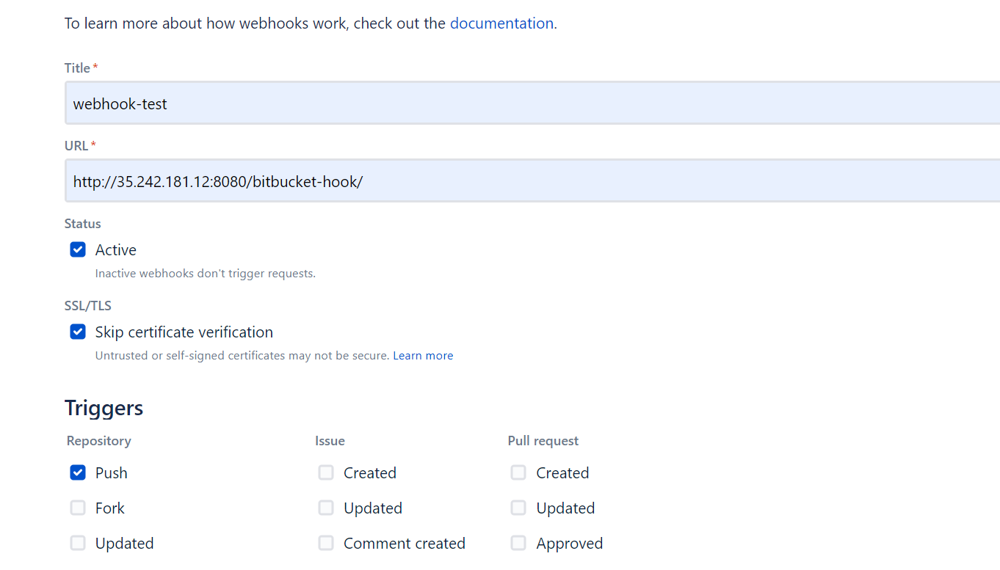 To learn more about how webhooks work, check out the documentation.
Title *
webhook-test
URL *
http://35.242.181.12:8080/bitbucket-hook/
Status
Active
Inactive webhooks don't trigger requests.
SSL/TLS
Skip certificate verification
Untrusted or self-signed certificates may not be secure. Learn more
Triggers
Repository Issue Pull request
Push Created Created
Fork Updated Updated
Updated Comment created Approved